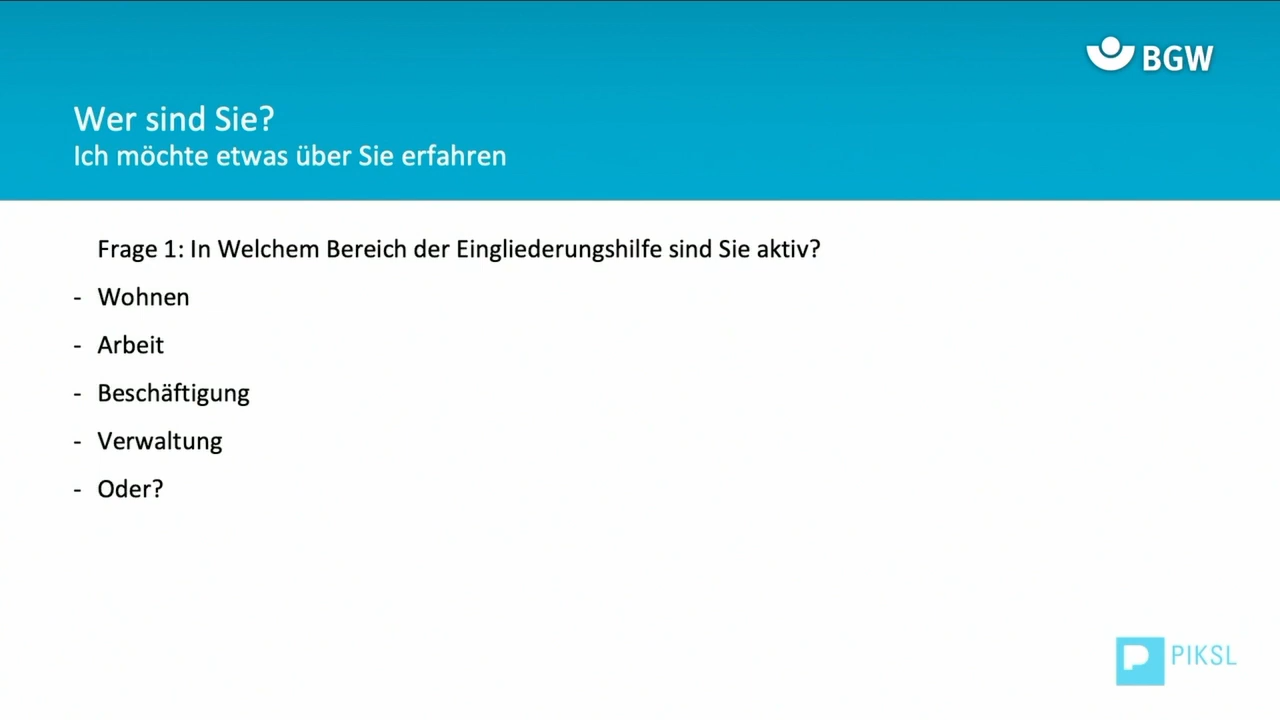 BGW
Wer sind Sie?
Ich möchte etwas über Sie erfahren
Frage 1: In Welchem Bereich der Eingliederungshilfe sind Sie aktiv?
- Wohnen
- Arbeit
- Beschäftigung
- Verwaltung
- Oder?
PIKSL